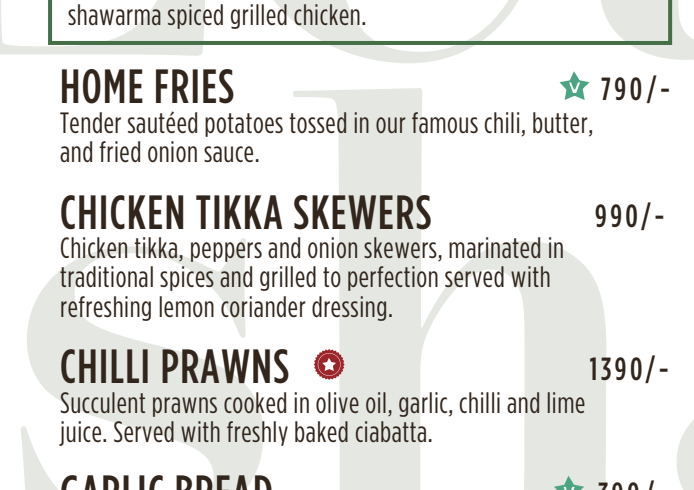 shawarma spiced grilled chicken.
HOME FRIES V 790/-
Tender sautéed potatoes tossed in our famous chili, butter,
and fried onion sauce.
CHICKEN TIKKA SKEWERS 990/-
Chicken tikka, peppers and onion skewers, marinated in
traditional spices and grilled to perfection served with
refreshing lemon coriander dressing.
CHILLI PRAWNS 1390/-
Succulent prawns cooked in olive oil, garlic, chilli and lime
juice. Served with freshly baked ciabatta.
GARLIC BREAD